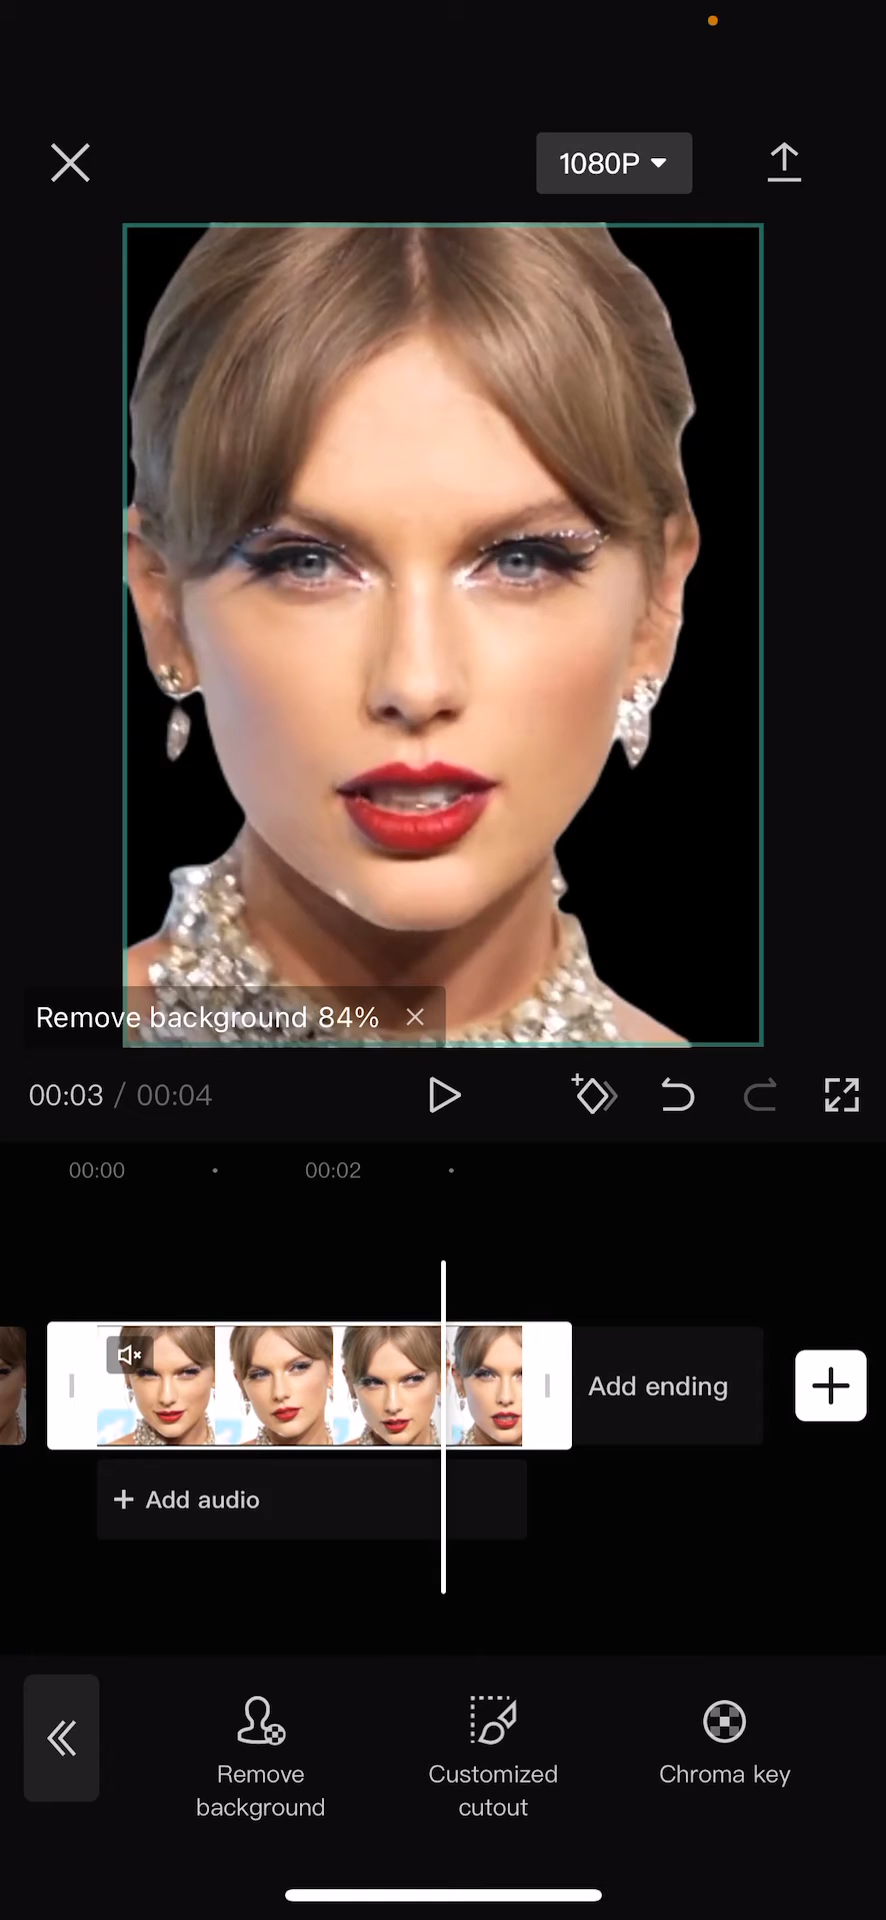 1080P
Remove background 84%
00:03 / 00:04
00:00
00:02
Add ending
Add audio
Remove
background
Customized
cutout
Chroma key